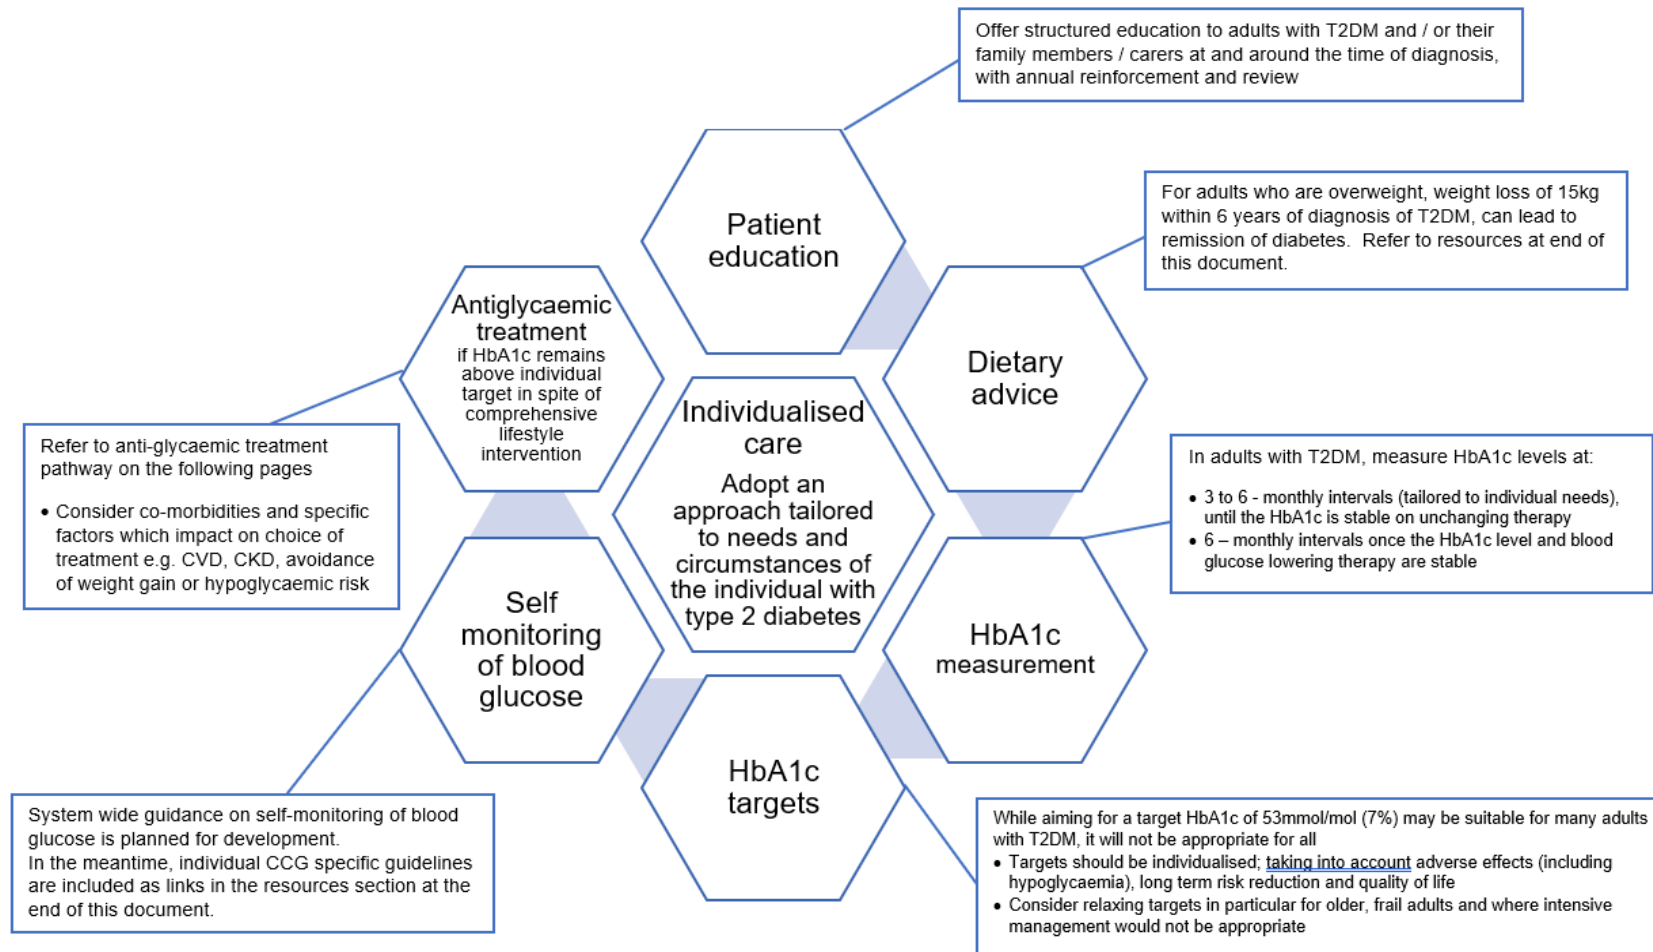 Offer structured education to adults with T2DM and / or their
family members / carers at and around the time of diagnosis,
with annual reinforcement and review
Patient
education
For adults who are overweight, weight loss of 15kg
within 6 years of diagnosis of T2DM, can lead to
remission of diabetes.  Refer to resources at end of
this document.
Dietary
advice
In adults with T2DM, measure HbA1c levels at:
• 3 to 6 - monthly intervals (tailored to individual needs),
until the HbA1c is stable on unchanging therapy
• 6 – monthly intervals once the HbA1c level and blood
glucose lowering therapy are stable
HbA1c
measurement
While aiming for a target HbA1c of 53mmol/mol (7%) may be suitable for many adults
with T2DM, it will not be appropriate for all
• Targets should be individualised; taking into account adverse effects (including
hypoglycaemia), long term risk reduction and quality of life
• Consider relaxing targets in particular for older, frail adults and where intensive
management would not be appropriate
HbA1c
targets
Self
monitoring
of blood
glucose
System wide guidance on self-monitoring of blood
glucose is planned for development.
In the meantime, individual CCG specific guidelines
are included as links in the resources section at the
end of this document.
Antiglycaemic
treatment
if HbA1c remains
above individual
target in spite of
comprehensive
lifestyle
intervention
Refer to anti-glycaemic treatment
pathway on the following pages
• Consider co-morbidities and specific
factors which impact on choice of
treatment e.g. CVD, CKD, avoidance
of weight gain or hypoglycaemic risk
Individualised
care
Adopt an
approach tailored
to needs and
circumstances of
the individual with
type 2 diabetes